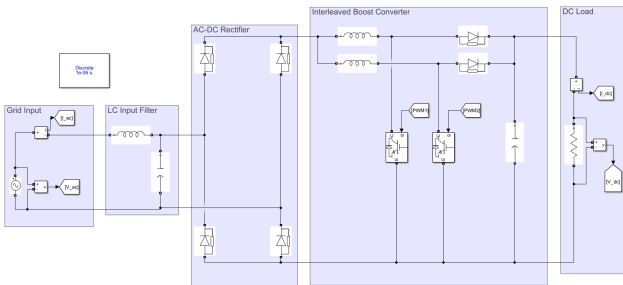 Interleaved Boost Converter
DC Load
AC-DC Rectifier
Discrete
1e-06 s.
[PWM1]
[PWM2]
[I_dc]
Grid Input
LC Input Filter
[I_ac]
[V_ac]
[V_dc]